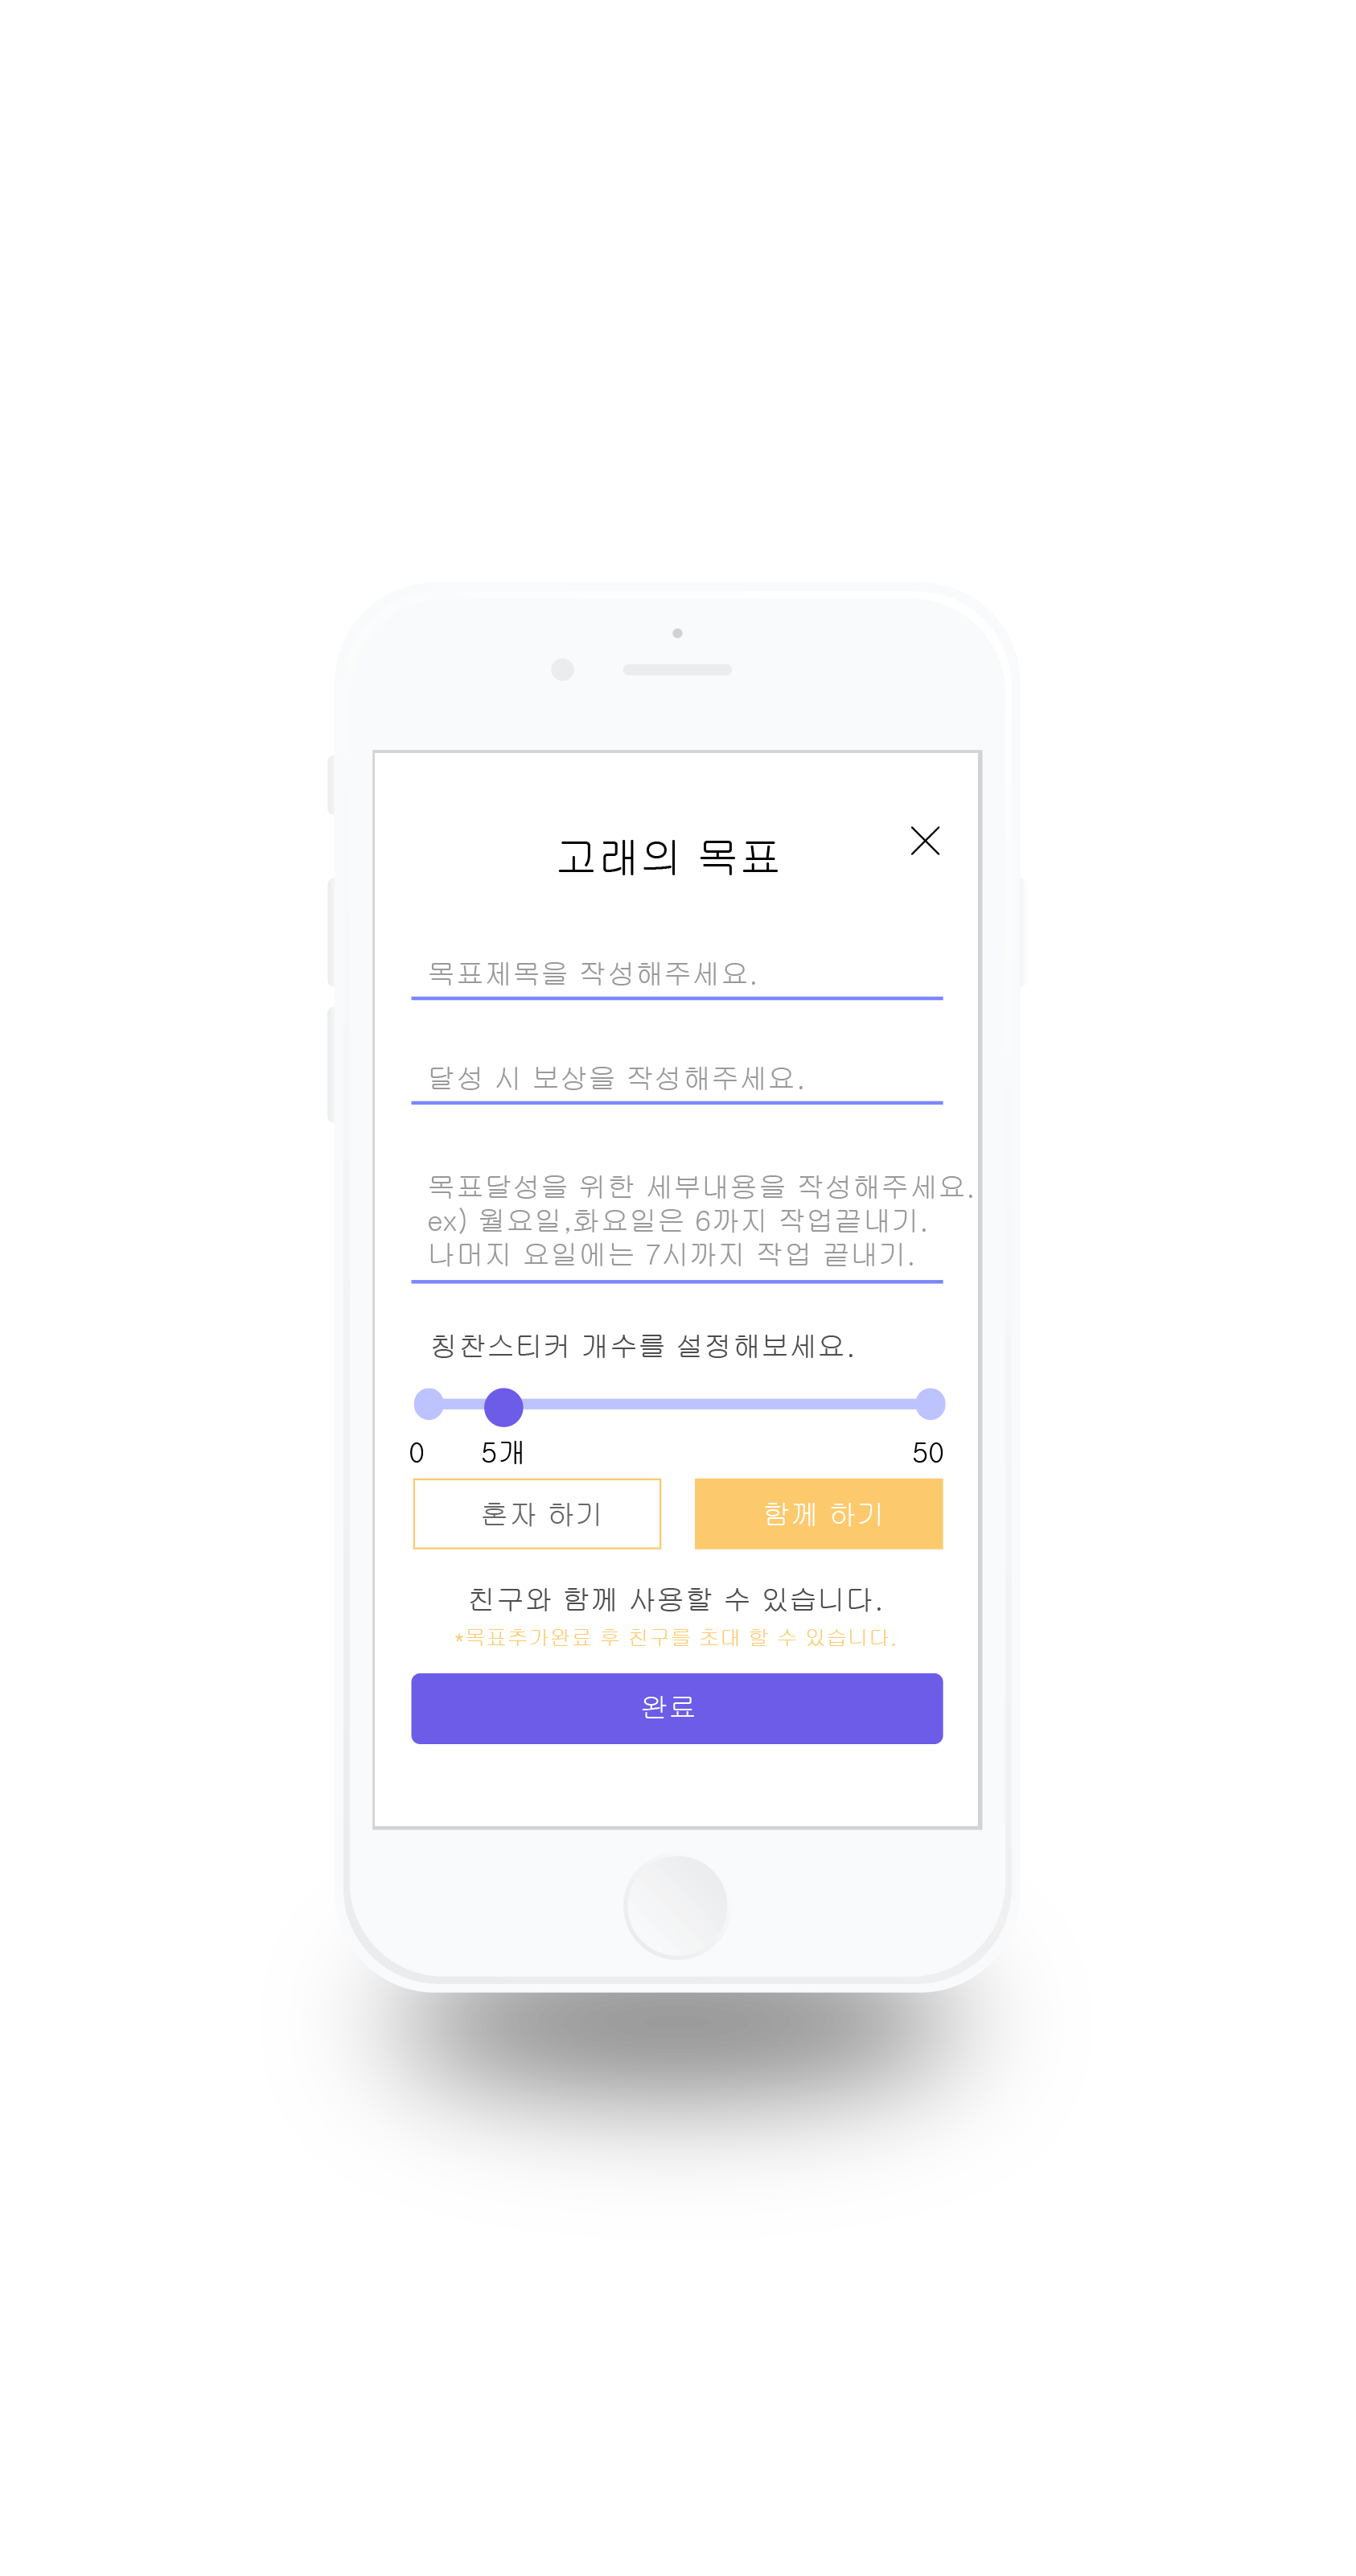 고래의 목표
목표제목을 작성해주세요.
달성 시 보상을 작성해주세요.
목표달성을 위한 세부내용을 작성해주세요.
ex) 월요일,화요일은 6까지 작업끝내기.
나머지 요일에는 7시까지 작업 끝내기.
칭찬스티커 개수를 설정해보세요.
0 5개 50
혼자 하기 함께 하기
친구와 함께 사용할 수 있습니다.
*목표추가완료 후 친구를 초대 할 수 있습니다.
완료